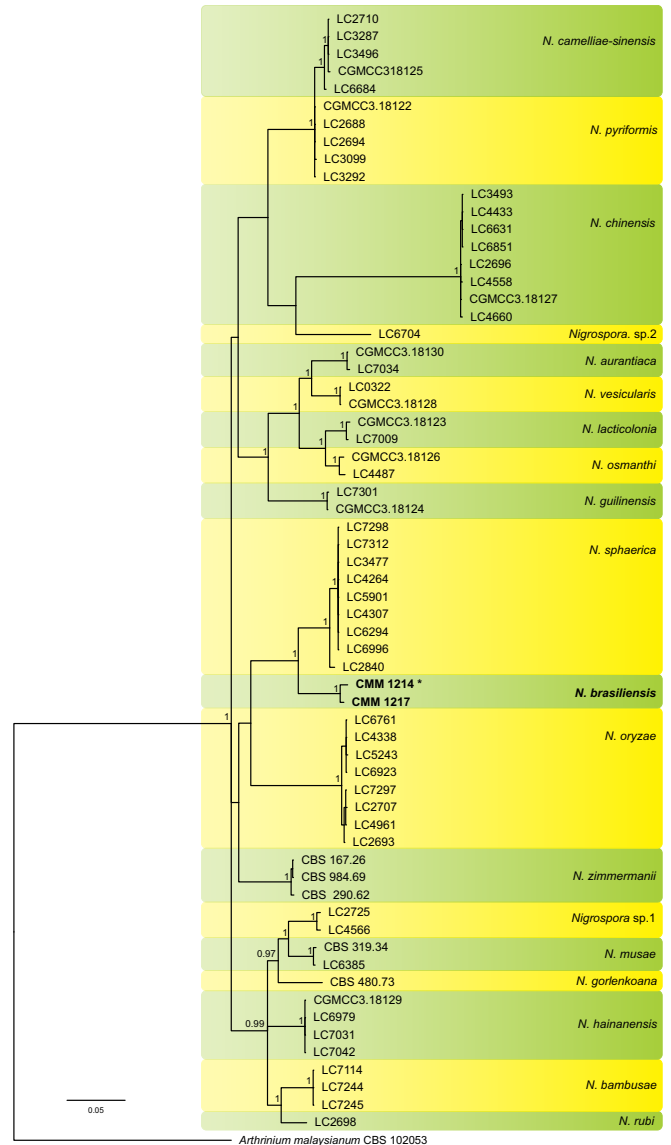 LC2710
1 LC3287 N. camelliae-sinensis
LC3496
1 CGMCC318125
LC6684
CGMCC3.18122
1 LC2688 N. pyriformis
LC2694
LC3099
LC3292
LC3493
LC4433
LC6631 N. chinensis
LC6851
LC2696
1 LC4558
CGMCC3.18127
LC4660
LC6704 Nigrospora. sp.2
1 CGMCC3.18130 N. aurantiaca
1 LC7034
1 LC0322 N. vesicularis
1 CGMCC3.18128
1 CGMCC3.18123 N. lacticolonia
1 LC7009
1 CGMCC3.18126 N. osmanthi
1 LC4487
1 LC7301 N. guilinensis
CGMCC3.18124
LC7298
LC7312 N. sphaerica
LC3477
1 LC4264
LC5901
LC4307
1 LC6294
LC6996
LC2840
1 CMM 1214 * N. brasiliensis
CMM 1217
1 LC6761 N. oryzae
LC4338
LC5243
1 LC6923
LC7297
LC2707
LC4961
LC2693
CBS 167.26
1 CBS 984.69 N. zimmermanii
CBS 290.62
1 LC2725 Nigrospora sp.1
LC4566
0.97 1 CBS 319.34 N. musae
LC6385
CBS 480.73 N. gorlenkoana
CGMCC3.18129
0.99 1 LC6979 N. hainanensis
LC7031
LC7042
LC7114
1 LC7244 N. bambusae
LC7245
0.05
LC2698 N. rubi
Arthrinium malaysianum CBS 102053